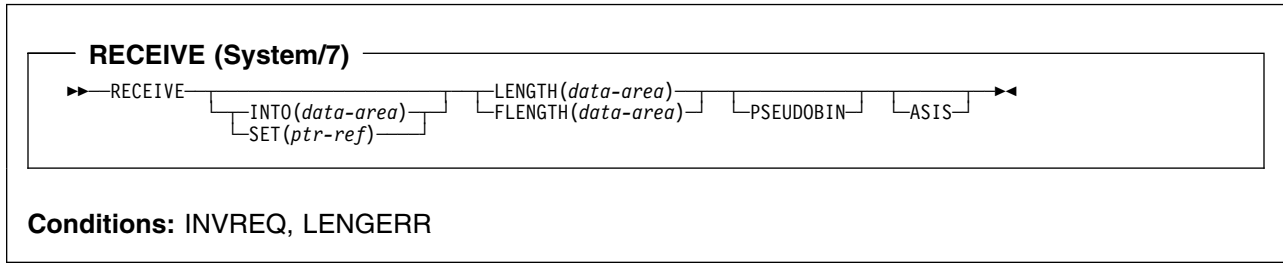 RECEIVE (System/7)
►►──RECEIVE──┬───────────────────────┬──┬─LENGTH(data-area)──┬──┬───────────┬──┬──────┬──►◄
             ├─INTO(data-area)─┤  └─FLENGTH(data-area)─┘  └─PSEUDOBIN─┘  └─ASIS─┘
             └─SET(ptr-ref)────┘
Conditions: INVREQ, LENGERR